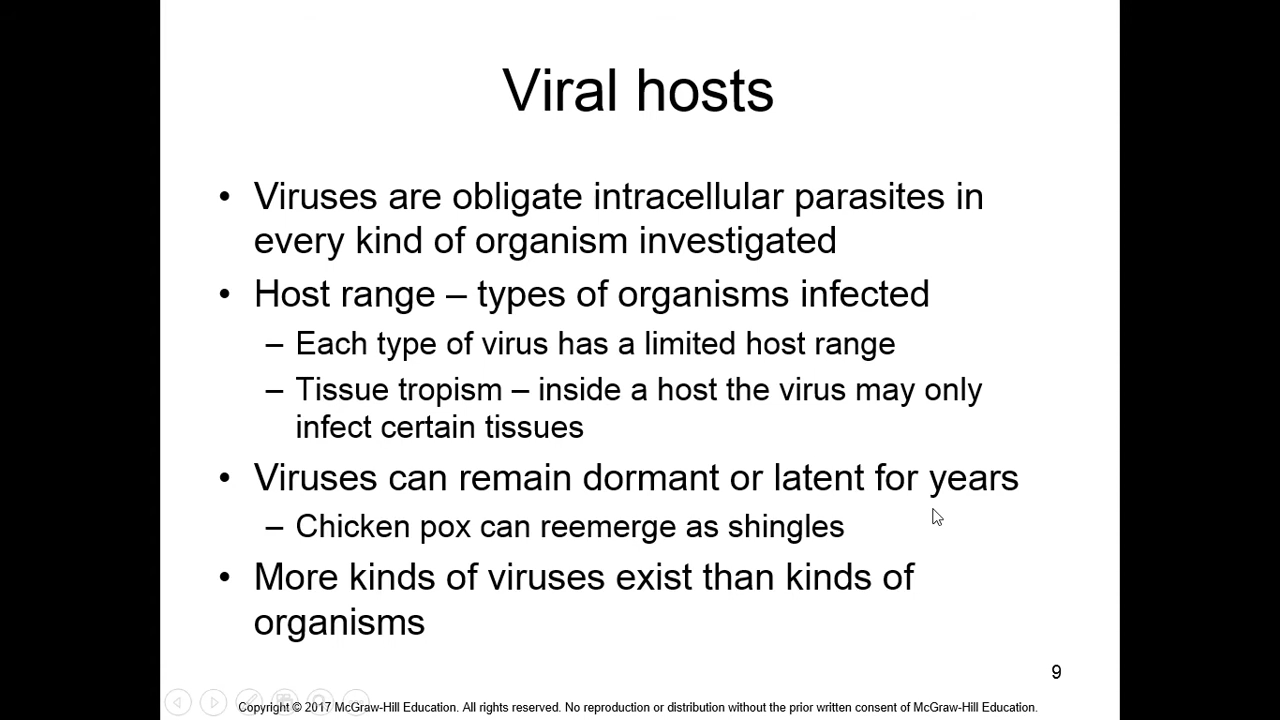 Viral hosts
• Viruses are obligate intracellular parasites in
every kind of organism investigated
• Host range – types of organisms infected
– Each type of virus has a limited host range
– Tissue tropism – inside a host the virus may only
infect certain tissues
• Viruses can remain dormant or latent for years
– Chicken pox can reemerge as shingles
• More kinds of viruses exist than kinds of
organisms
9
Copyright © 2017 McGraw-Hill Education. All rights reserved. No reproduction or distribution without the prior written consent of McGraw-Hill Education.